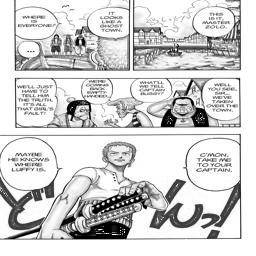 THIS IS
IT,
MASTER
ZOLO.
IT
LOOKS
LIKE A
GHOST
TOWN.
WHERE
IS
EVERYONE?
...
WELL
YOU SEE,
SIR...
WE'VE
TAKEN OVER
THE TOWN.
WHAT'LL
WE TELL
CAPTAIN
BUGGY?
WE'RE
COMING
BACK
EMPTY-
HANDED...
WE'LL JUST
HAVE TO
TELL HIM
THE TRUTH.
IT'S ALL
THAT GIRL'S
FAULT!
C'MON,
TAKE ME
TO YOUR
CAPTAIN.
MAYBE
HE KNOWS
WHERE
LUFFY IS.
どんっ!